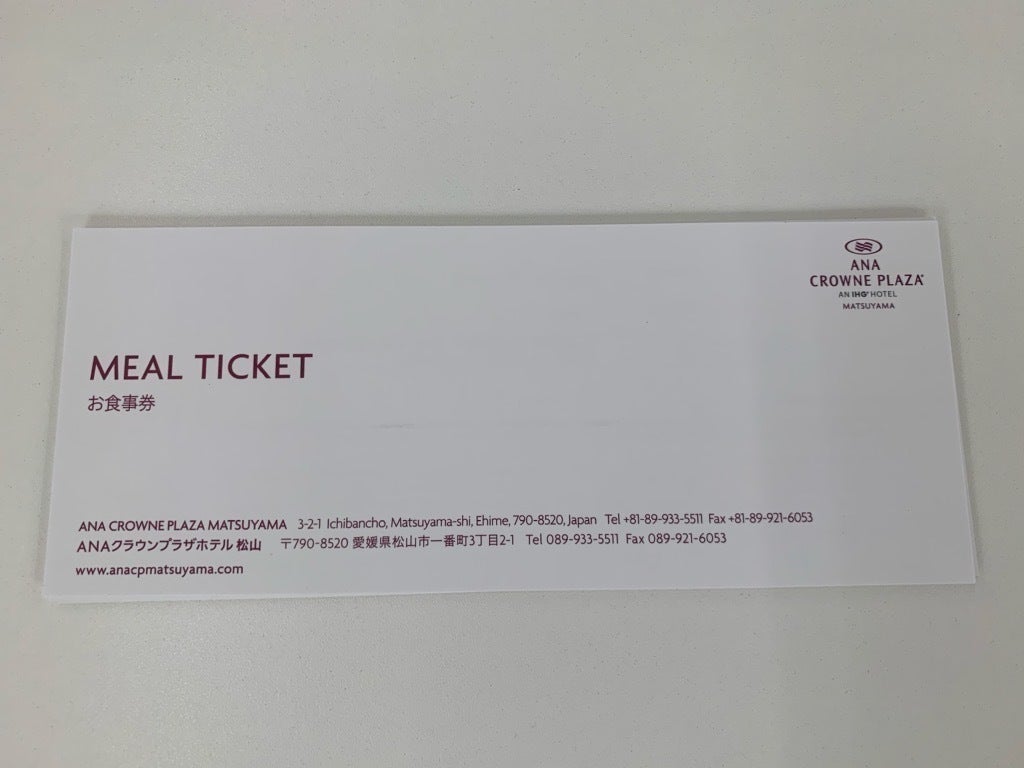 ANA
CROWNE PLAZA
AN IHG® HOTEL
MATSUYAMA
MEAL TICKET
お食事券
ANA CROWNE PLAZA MATSUYAMA 3-2-1 Ichibancho, Matsuyama-shi, Ehime, 790-8520, Japan Tel +81-89-933-5511 Fax +81-89-921-6053
ANAクラウンプラザホテル 松山 〒790-8520 愛媛県松山市一番町3丁目2-1 Tel 089-933-5511 Fax 089-921-6053
www.anacpmatsuyama.com